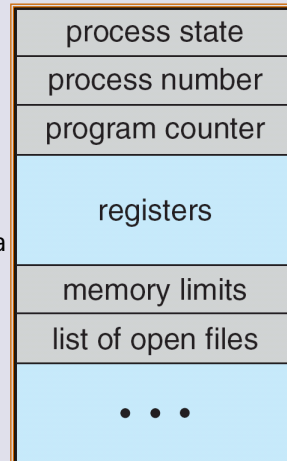 process state
process number
program counter
registers
a
memory limits
list of open files
• • •